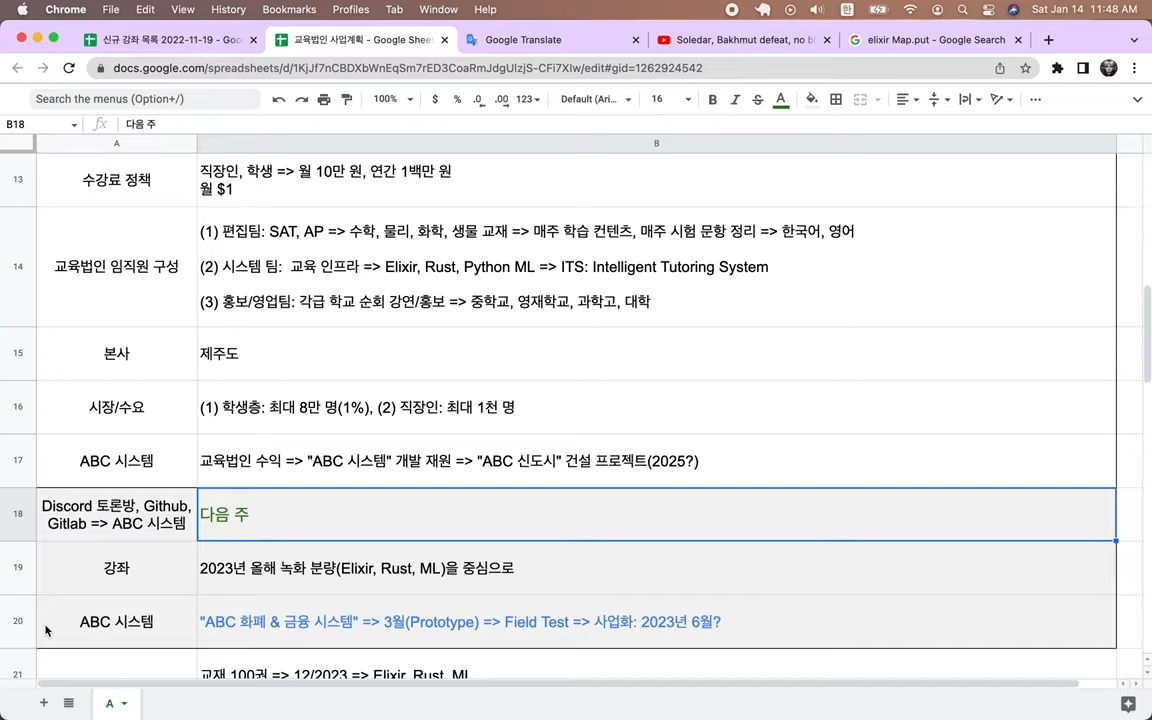 Chrome File Edit View History Bookmarks Profiles Tab Window Help 한 Sat Jan 14 11:48 AM
신규 강좌 목록 2022-11-19 - Goo
교육법인 사업계획 - Google Sheet
Google Translate
Soledar, Bakhmut defeat, no bl
elixir Map.put - Google Search
docs.google.com/spreadsheets/d/1KjJf7nCBDXbWnEqSm7rED3CoaRmJdgUlzjS-CFi7XIw/edit#gid=1262924542
Search the menus (Option+/) 100% $ % .0 .00 123 Default (Ari... 16 B I S A
B18 fx 다음 주
A B
13 수강료 정책 직장인, 학생 => 월 10만 원, 연간 1백만 원
월 $1
(1) 편집팀: SAT, AP => 수학, 물리, 화학, 생물 교재 => 매주 학습 컨텐츠, 매주 시험 문항 정리 => 한국어, 영어
14 교육법인 임직원 구성 (2) 시스템 팀: 교육 인프라 => Elixir, Rust, Python ML => ITS: Intelligent Tutoring System
(3) 홍보/영업팀: 각급 학교 순회 강연/홍보 => 중학교, 영재학교, 과학고, 대학
15 본사 제주도
16 시장/수요 (1) 학생층: 최대 8만 명(1%), (2) 직장인: 최대 1천 명
17 ABC 시스템 교육법인 수익 => "ABC 시스템" 개발 재원 => "ABC 신도시" 건설 프로젝트(2025?)
18 Discord 토론방, Github,
Gitlab => ABC 시스템 다음 주
19 강좌 2023년 올해 녹화 분량(Elixir, Rust, ML)을 중심으로
20 ABC 시스템 "ABC 화폐 & 금융 시스템" => 3월(Prototype) => Field Test => 사업화: 2023년 6월?
21 교재 100권 => 12/2023 => Elixir, Rust, ML
A